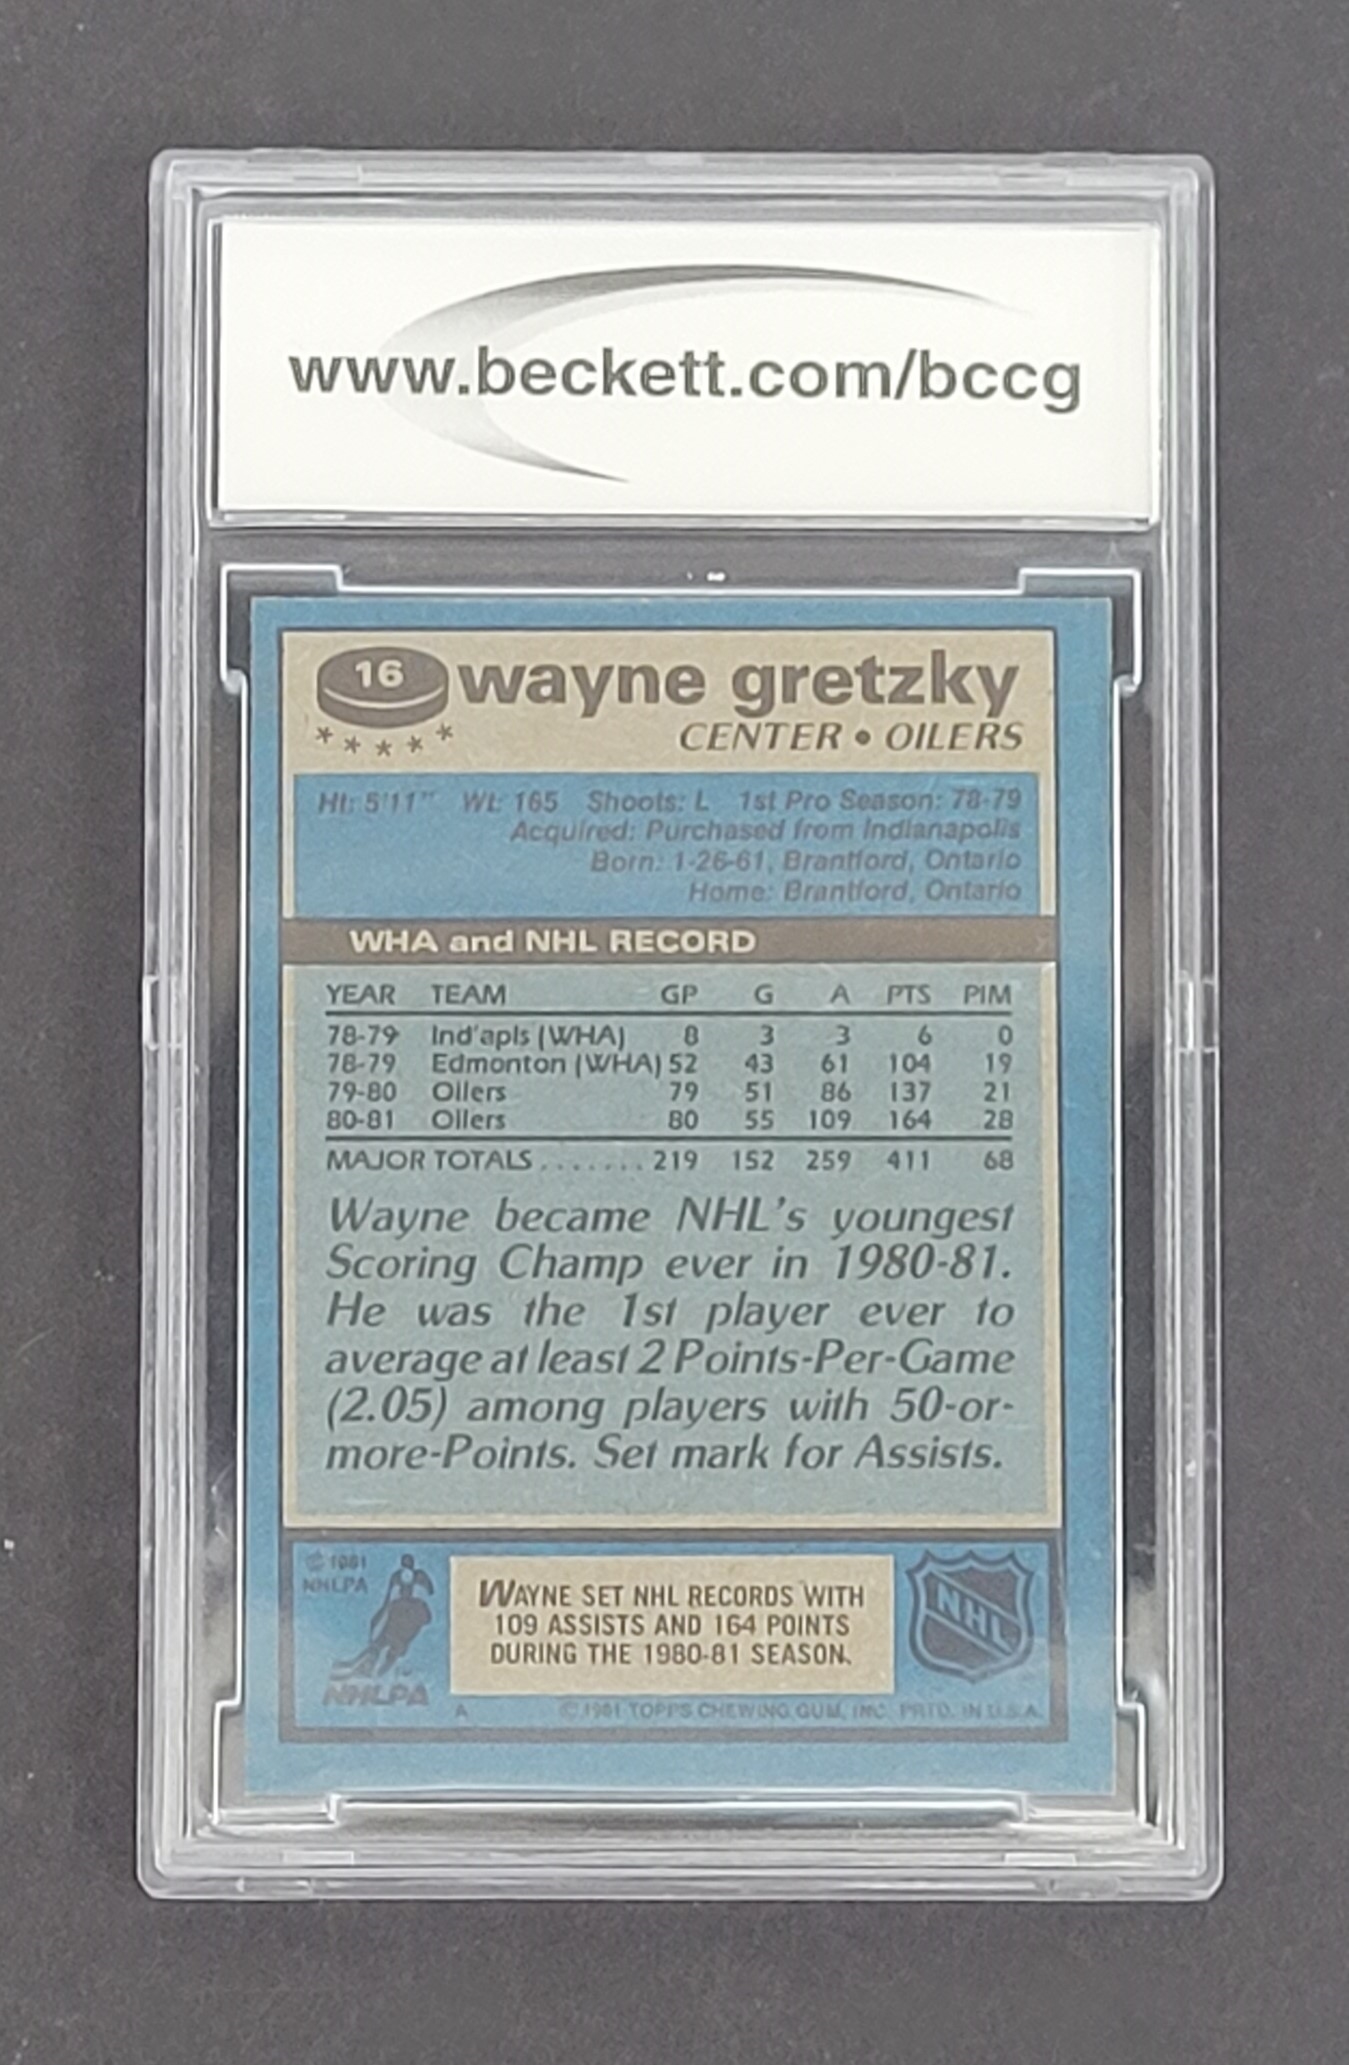 www.beckett.com/bccg
16 wayne gretzky
CENTER • OILERS
Ht: 5'11" Wt: 165 Shoots: L 1st Pro Season: 78-79
Acquired: Purchased from Indianapolis
Born: 1-26-61, Brantford, Ontario
Home: Brantford, Ontario
WHA and NHL RECORD
YEAR TEAM GP G A PTS PIM
78-79 Ind'apls (WHA) 8 3 3 6 0
78-79 Edmonton (WHA) 52 43 61 104 19
79-80 Oilers 79 51 86 137 21
80-81 Oilers 80 55 109 164 28
MAJOR TOTALS ....... 219 152 259 411 68
Wayne became NHL's youngest
Scoring Champ ever in 1980-81.
He was the 1st player ever to
average at least 2 Points-Per-Game
(2.05) among players with 50-or-
more-Points. Set mark for Assists.
© 1981
NHLPA
NHLPA
WAYNE SET NHL RECORDS WITH
109 ASSISTS AND 164 POINTS
DURING THE 1980-81 SEASON.
NHL
A © 1981 TOPPS CHEWING GUM, INC. PRTD. IN U.S.A.